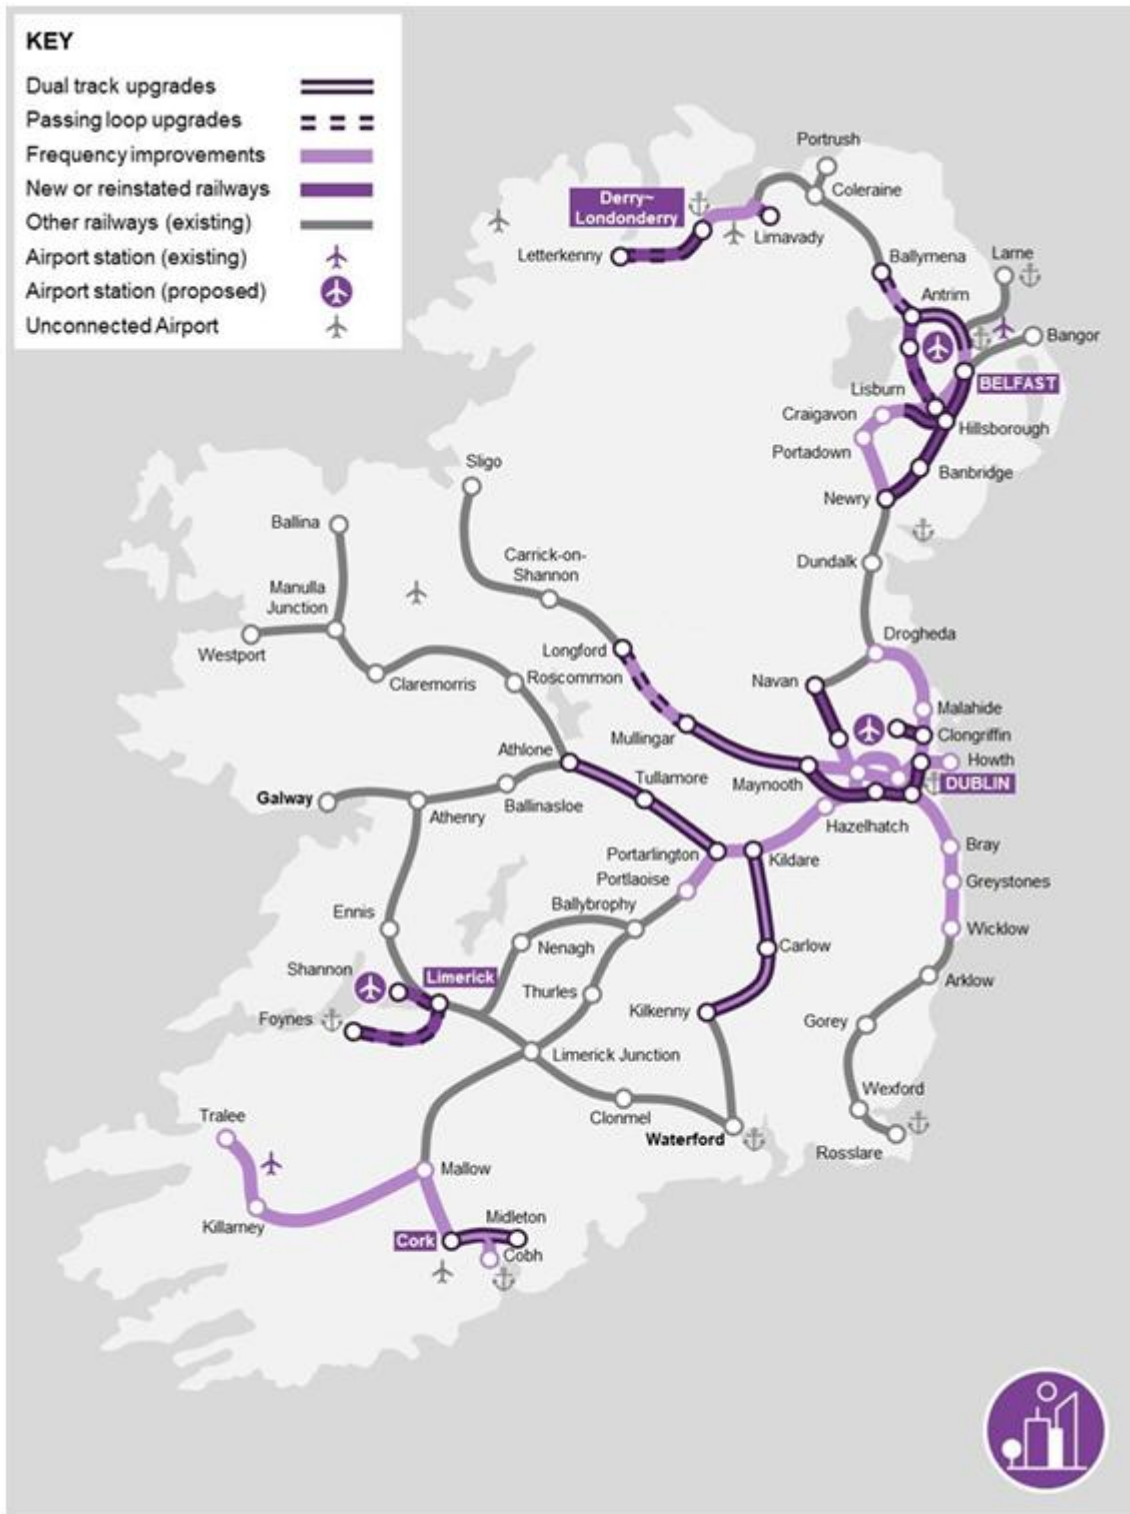 KEY
Dual track upgrades
Passing loop upgrades
Frequency improvements
New or reinstated railways
Other railways (existing)
Airport station (existing)
Airport station (proposed)
Unconnected Airport
Portrush
Derry~
Londonderry
Coleraine
Limavady
Letterkenny
Ballymena
Larne
Antrim
Bangor
BELFAST
Lisburn
Craigavon
Hillsborough
Portadown
Banbridge
Newry
Sligo
Ballina
Carrick-on-
Shannon
Dundalk
Manulla
Junction
Drogheda
Westport
Longford
Claremorris
Roscommon
Navan
Malahide
Mullingar
Clongriffin
Athlone
Howth
Tullamore
Maynooth
DUBLIN
Galway
Ballinasloe
Athenry
Hazelhatch
Bray
Portarlington
Kildare
Portlaoise
Greystones
Ballybrophy
Ennis
Wicklow
Nenagh
Carlow
Shannon
Limerick
Arklow
Thurles
Foynes
Kilkenny
Gorey
Limerick Junction
Wexford
Tralee
Clonmel
Waterford
Rosslare
Mallow
Killarney
Midleton
Cork
Cobh